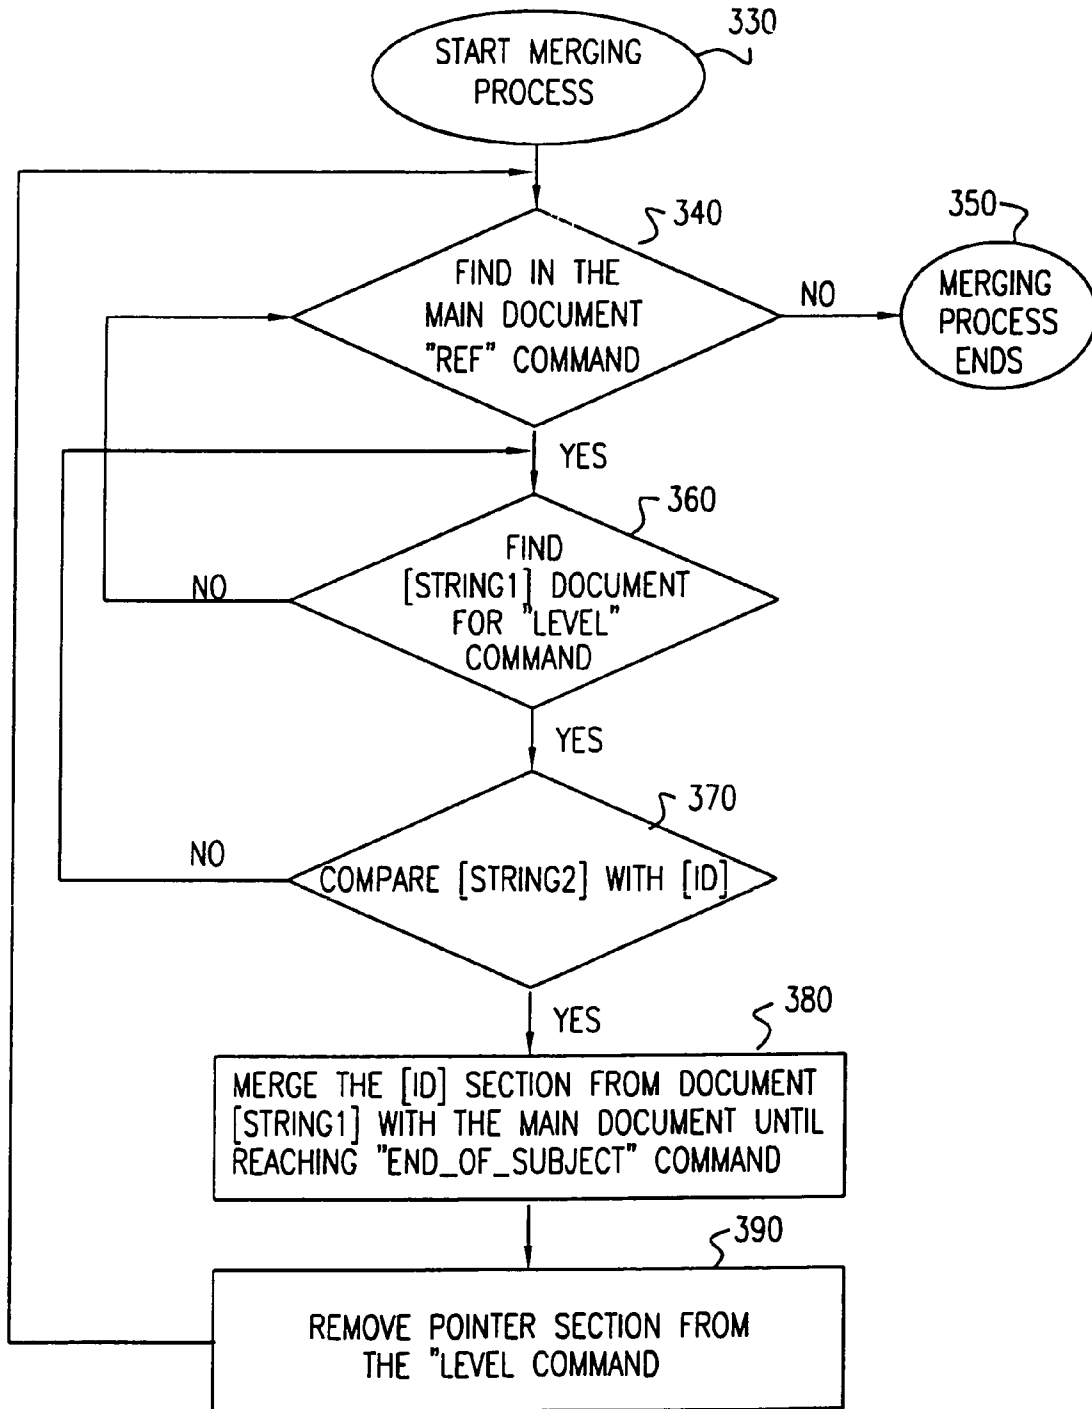 330
START MERGING
PROCESS
340
350
FIND IN THE
MAIN DOCUMENT
"REF" COMMAND
NO
MERGING
PROCESS
ENDS
YES
360
FIND
[STRING1] DOCUMENT
FOR "LEVEL"
COMMAND
NO
YES
370
NO
COMPARE [STRING2] WITH [ID]
YES
380
MERGE THE [ID] SECTION FROM DOCUMENT
[STRING1] WITH THE MAIN DOCUMENT UNTIL
REACHING "END_OF_SUBJECT" COMMAND
390
REMOVE POINTER SECTION FROM
THE "LEVEL COMMAND